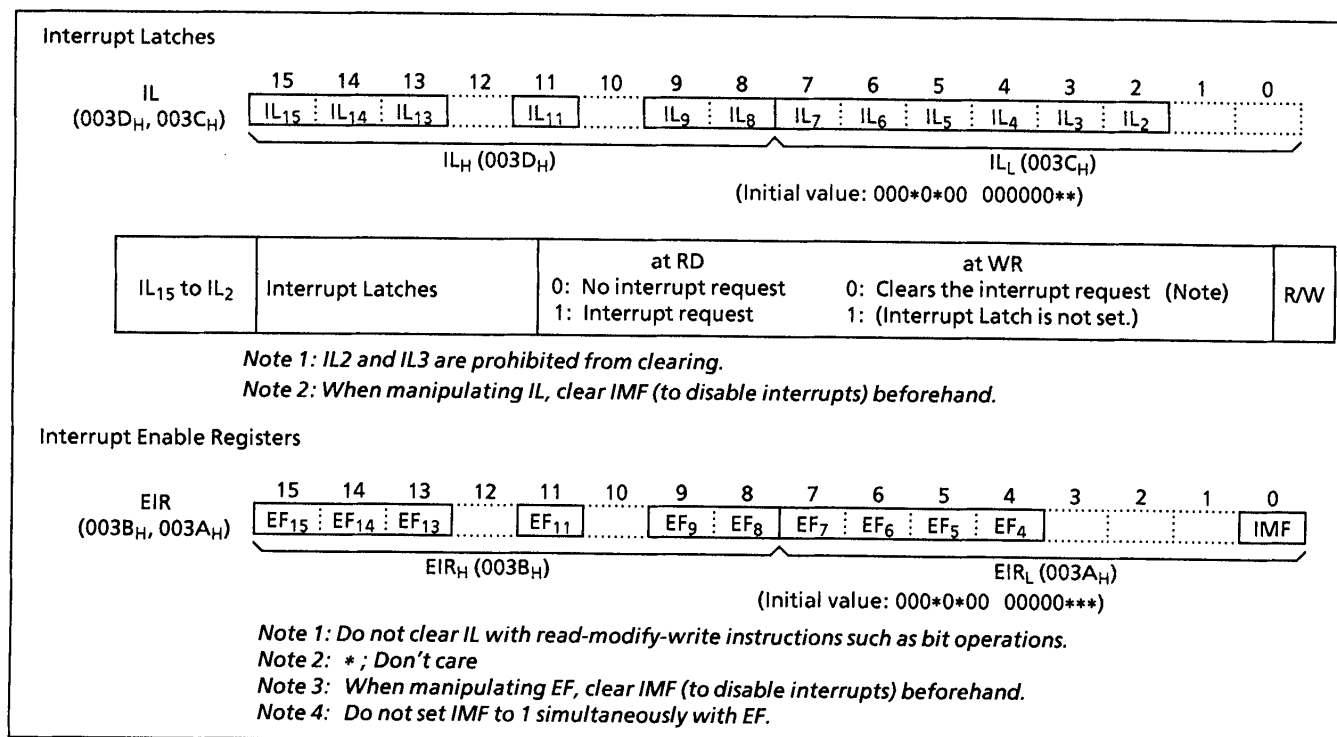 Interrupt Latches
15 14 13 12 11 10 9 8 7 6 5 4 3 2 1 0
IL
(003DH, 003CH)
IL15 IL14 IL13 IL11 IL9 IL8 IL7 IL6 IL5 IL4 IL3 IL2
ILH (003DH) ILL (003CH)
(Initial value: 000*0*00 000000**)
IL15 to IL2 Interrupt Latches
at RD at WR
0: No interrupt request 0: Clears the interrupt request (Note)
1: Interrupt request 1: (Interrupt Latch is not set.)
R/W
Note 1: IL2 and IL3 are prohibited from clearing.
Note 2: When manipulating IL, clear IMF (to disable interrupts) beforehand.
Interrupt Enable Registers
15 14 13 12 11 10 9 8 7 6 5 4 3 2 1 0
EIR
(003BH, 003AH)
EF15 EF14 EF13 EF11 EF9 EF8 EF7 EF6 EF5 EF4 IMF
EIRH (003BH) EIRL (003AH)
(Initial value: 000*0*00 00000***)
Note 1: Do not clear IL with read-modify-write instructions such as bit operations.
Note 2: * ; Don't care
Note 3: When manipulating EF, clear IMF (to disable interrupts) beforehand.
Note 4: Do not set IMF to 1 simultaneously with EF.